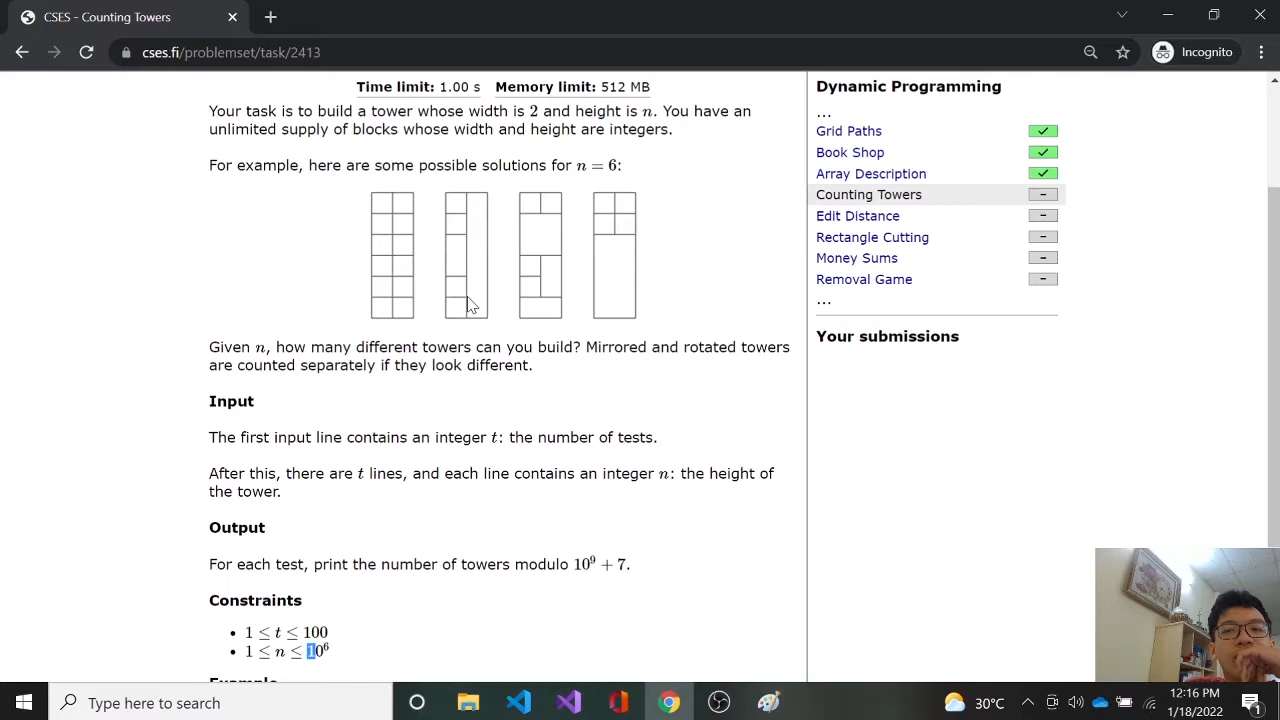 CSES - Counting Towers
cses.fi/problemset/task/2413
Incognito
Time limit: 1.00 s Memory limit: 512 MB
Your task is to build a tower whose width is 2 and height is n. You have an
unlimited supply of blocks whose width and height are integers.
For example, here are some possible solutions for n = 6:
Given n, how many different towers can you build? Mirrored and rotated towers
are counted separately if they look different.
Input
The first input line contains an integer t: the number of tests.
After this, there are t lines, and each line contains an integer n: the height of
the tower.
Output
For each test, print the number of towers modulo 10⁹ + 7.
Constraints
• 1 ≤ t ≤ 100
• 1 ≤ n ≤ 10⁶
Example
Dynamic Programming
...
Grid Paths
Book Shop
Array Description
Counting Towers
Edit Distance
Rectangle Cutting
Money Sums
Removal Game
...
Your submissions
Type here to search
30°C
12:16 PM
1/18/2022
1